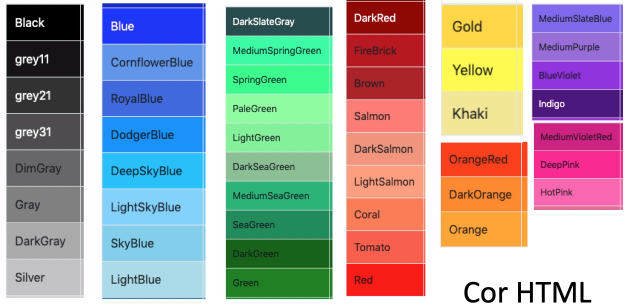 Black
grey11
grey21
grey31
DimGray
Gray
DarkGray
Silver
Blue
CornflowerBlue
RoyalBlue
DodgerBlue
DeepSkyBlue
LightSkyBlue
SkyBlue
LightBlue
DarkSlateGray
MediumSpringGreen
SpringGreen
PaleGreen
LightGreen
DarkSeaGreen
MediumSeaGreen
SeaGreen
DarkGreen
Green
DarkRed
FireBrick
Brown
Salmon
DarkSalmon
LightSalmon
Coral
Tomato
Red
Gold
Yellow
Khaki
OrangeRed
DarkOrange
Orange
MediumSlateBlue
MediumPurple
BlueViolet
Indigo
MediumVioletRed
DeepPink
HotPink
Cor HTML